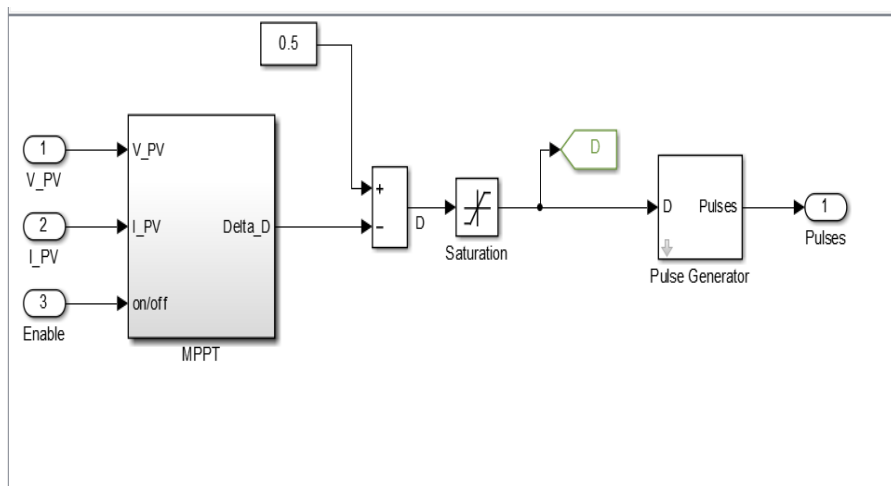 0.5
1
V_PV
2
I_PV
3
Enable
V_PV
I_PV
on/off
Delta_D
MPPT
+
−
D
Saturation
D
D
Pulses
Pulse Generator
1
Pulses